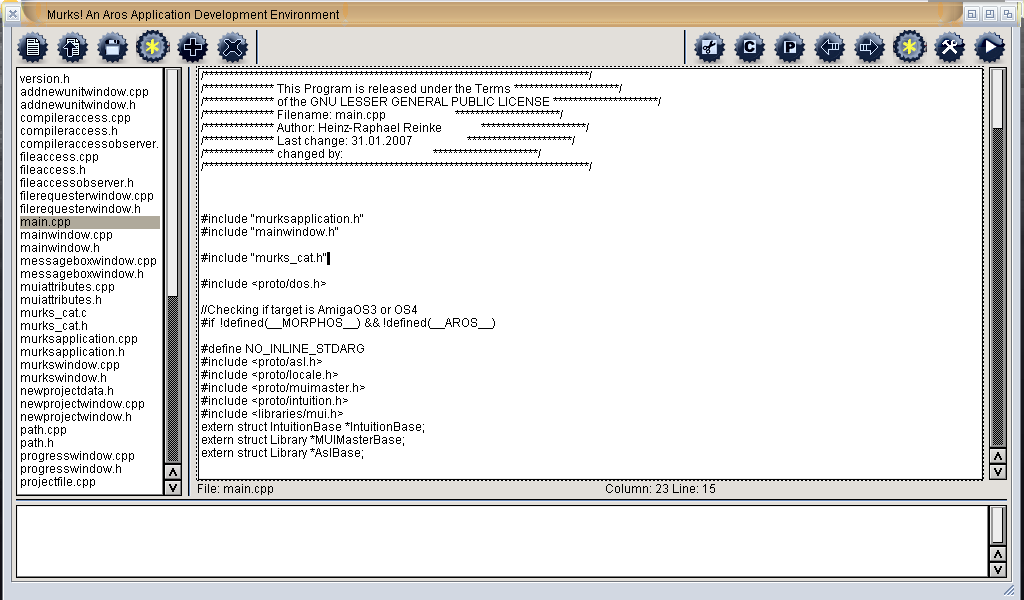 Murks! An Aros Application Development Environment
C
P
version.h
addnewunitwindow.cpp
addnewunitwindow.h
compileraccess.cpp
compileraccess.h
compileraccessobserver.
fileaccess.cpp
fileaccess.h
fileaccessobserver.h
filerequesterwindow.cpp
filerequesterwindow.h
main.cpp
mainwindow.cpp
mainwindow.h
messageboxwindow.cpp
messageboxwindow.h
muiattributes.cpp
muiattributes.h
murks_cat.c
murks_cat.h
murksapplication.cpp
murksapplication.h
murkswindow.cpp
murkswindow.h
newprojectdata.h
newprojectwindow.cpp
newprojectwindow.h
path.cpp
path.h
progresswindow.cpp
progresswindow.h
projectfile.cpp
/******************************************************************************/
/************** This Program is released under the Terms *********************/
/************** of the GNU LESSER GENERAL PUBLIC LICENSE *********************/
/************** Filename: main.cpp *********************/
/************** Author: Heinz-Raphael Reinke *********************/
/************** Last change: 31.01.2007 *********************/
/************** changed by: *********************/
/******************************************************************************/
#include "murksapplication.h"
#include "mainwindow.h"
#include "murks_cat.h"
#include <proto/dos.h>
//Checking if target is AmigaOS3 or OS4
#if !defined(__MORPHOS__) && !defined(__AROS__)
#define NO_INLINE_STDARG
#include <proto/asl.h>
#include <proto/locale.h>
#include <proto/muimaster.h>
#include <proto/intuition.h>
#include <libraries/mui.h>
extern struct IntuitionBase *IntuitionBase;
extern struct Library *MUIMasterBase;
extern struct Library *AslBase;
File: main.cpp
Column: 23 Line: 15